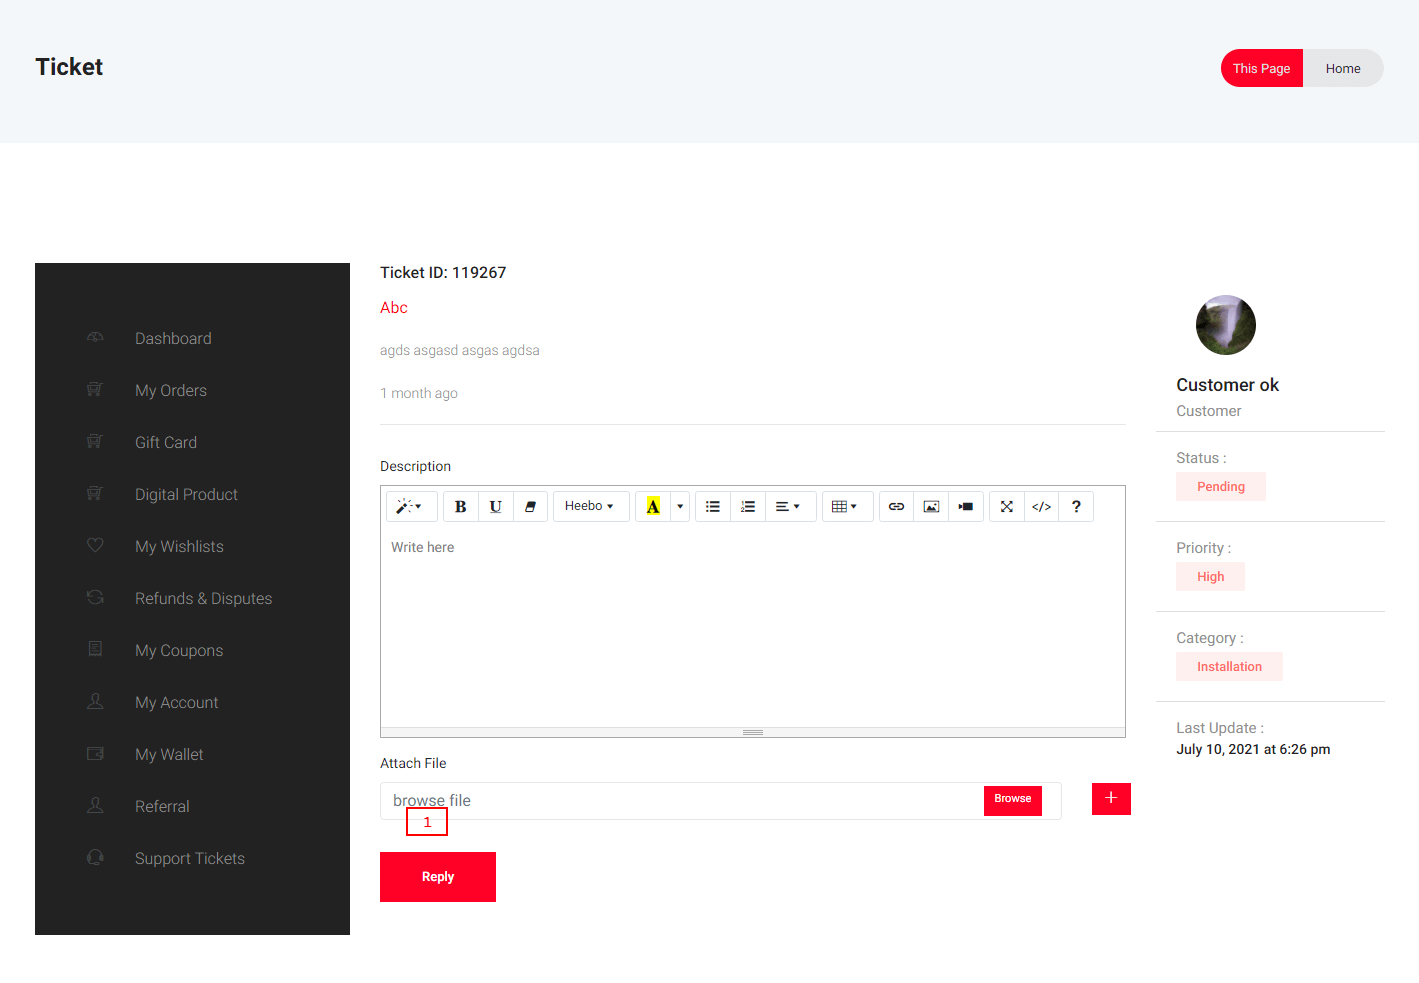 Ticket
This Page
Home
Dashboard
My Orders
Gift Card
Digital Product
My Wishlists
Refunds & Disputes
My Coupons
My Account
My Wallet
Referral
Support Tickets
Ticket ID: 119267
Abc
agds asgasd asgas agdsa
1 month ago
Description
B U Heebo A </> ?
Write here
Attach File
browse file
Browse
+
1
Reply
Customer ok
Customer
Status :
Pending
Priority :
High
Category :
Installation
Last Update :
July 10, 2021 at 6:26 pm